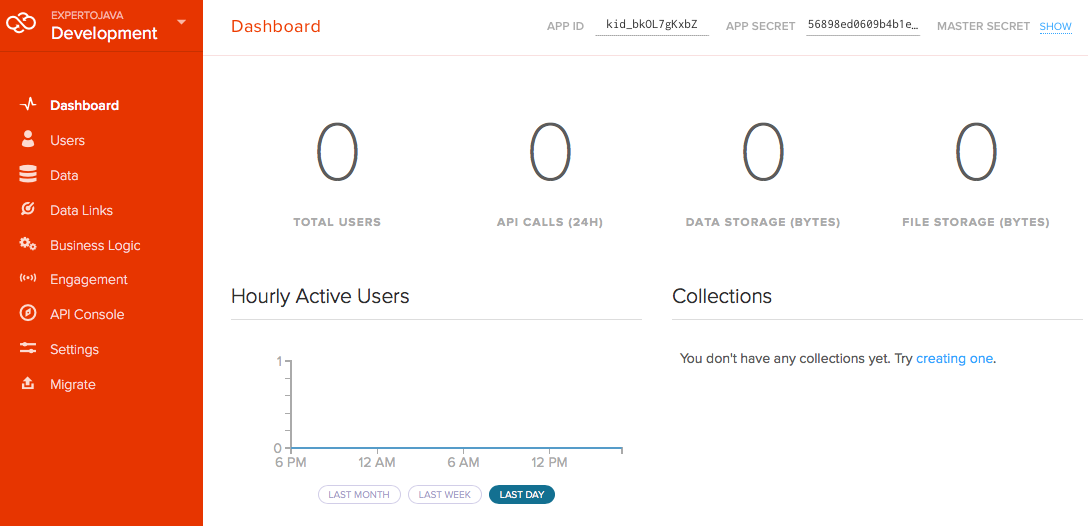 EXPERTOJAVA
Development
Dashboard
Users
Data
Data Links
Business Logic
Engagement
API Console
Settings
Migrate
Dashboard
APP ID kid_bkOL7gKxbZ APP SECRET 56898ed0609b4b1e… MASTER SECRET SHOW
0 0 0 0
TOTAL USERS API CALLS (24H) DATA STORAGE (BYTES) FILE STORAGE (BYTES)
Hourly Active Users
1
0
6 PM 12 AM 6 AM 12 PM
LAST MONTH LAST WEEK LAST DAY
Collections
You don't have any collections yet. Try creating one.